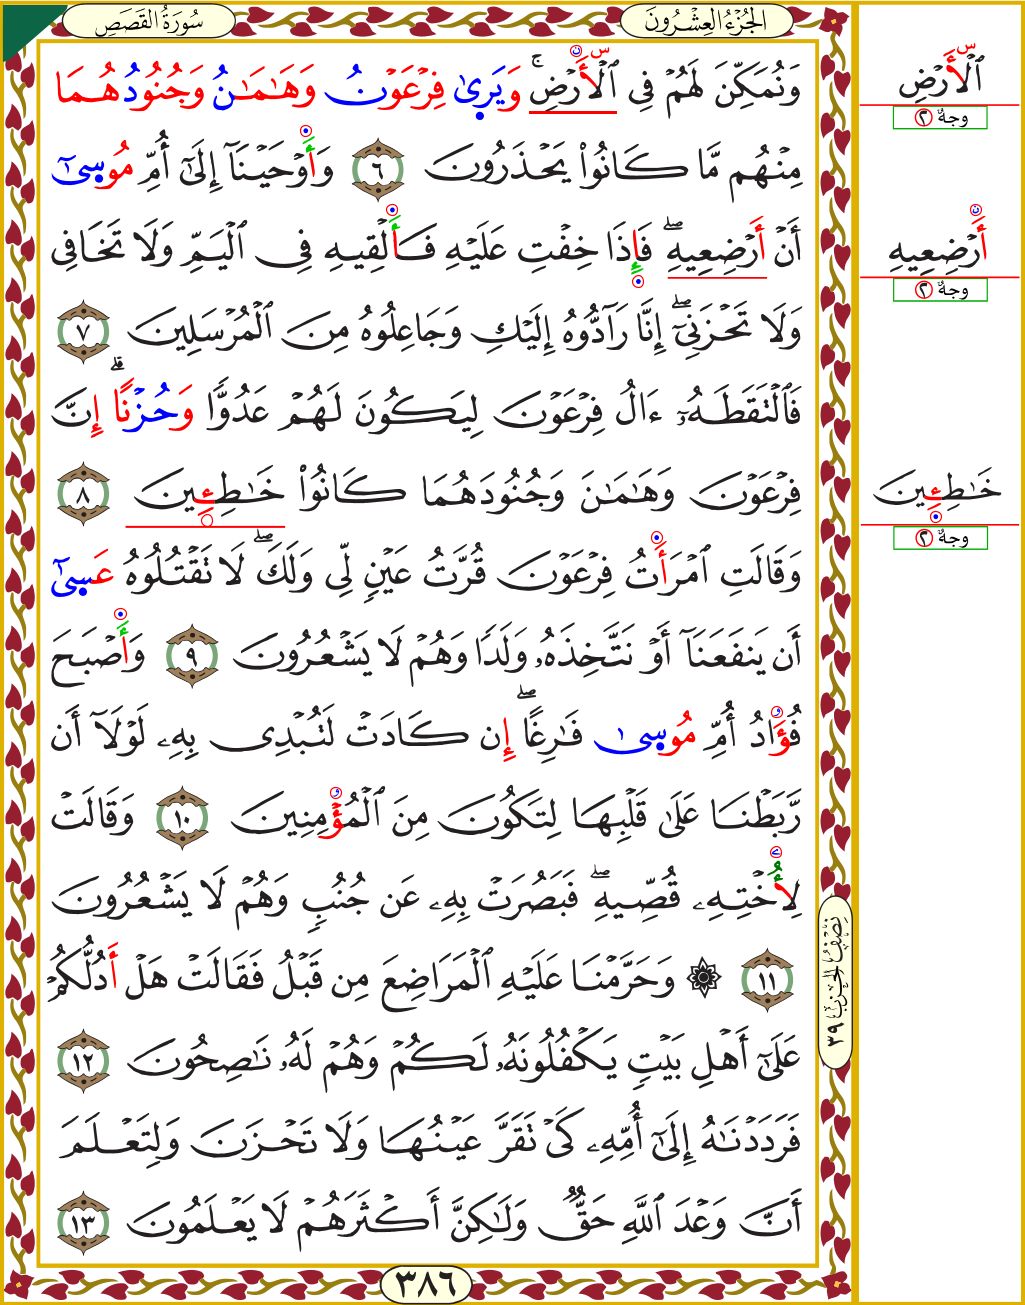 الجُزْءُ العِشْرُونَ
سُورَةُ القَصَصِ
وَنُمَكِّنَ لَهُمْ فِي ٱلْأَرْضِۚ وَيَرَىٰ فِرْعَوْنُ وَهَٰمَٰنُ وَجُنُودُهُمَا
مِنْهُم مَّا كَانُوا۟ يَحْذَرُونَ ٦ وَأَوْحَيْنَآ إِلَىٰٓ أُمِّ مُوسَىٰٓ
أَنْ أَرْضِعِيهِۖ فَإِذَا خِفْتِ عَلَيْهِ فَأَلْقِيهِ فِى ٱلْيَمِّ وَلَا تَخَافِى
وَلَا تَحْزَنِىٓۖ إِنَّا رَآدُّوهُ إِلَيْكِ وَجَاعِلُوهُ مِنَ ٱلْمُرْسَلِينَ ٧
فَٱلْتَقَطَهُۥٓ ءَالُ فِرْعَوْنَ لِيَكُونَ لَهُمْ عَدُوًّا وَحُزْنًاۗ إِنَّ
فِرْعَوْنَ وَهَٰمَٰنَ وَجُنُودَهُمَا كَانُوا۟ خَٰطِـِٔينَ ٨
وَقَالَتِ ٱمْرَأَتُ فِرْعَوْنَ قُرَّتُ عَيْنٍ لِّى وَلَكَۖ لَا تَقْتُلُوهُ عَسَىٰٓ
أَن يَنفَعَنَآ أَوْ نَتَّخِذَهُۥ وَلَدًا وَهُمْ لَا يَشْعُرُونَ ٩ وَأَصْبَحَ
فُؤَادُ أُمِّ مُوسَىٰ فَٰرِغًاۖ إِن كَادَتْ لَتُبْدِى بِهِۦ لَوْلَآ أَن
رَّبَطْنَا عَلَىٰ قَلْبِهَا لِتَكُونَ مِنَ ٱلْمُؤْمِنِينَ ١٠ وَقَالَتْ
لِأُخْتِهِۦ قُصِّيهِۖ فَبَصُرَتْ بِهِۦ عَن جُنُبٍ وَهُمْ لَا يَشْعُرُونَ
١١ ۞ وَحَرَّمْنَا عَلَيْهِ ٱلْمَرَاضِعَ مِن قَبْلُ فَقَالَتْ هَلْ أَدُلُّكُمْ
عَلَىٰٓ أَهْلِ بَيْتٍ يَكْفُلُونَهُۥ لَكُمْ وَهُمْ لَهُۥ نَٰصِحُونَ ١٢
فَرَدَدْنَٰهُ إِلَىٰٓ أُمِّهِۦ كَىْ تَقَرَّ عَيْنُهَا وَلَا تَحْزَنَ وَلِتَعْلَمَ
أَنَّ وَعْدَ ٱللَّهِ حَقٌّ وَلَٰكِنَّ أَكْثَرَهُمْ لَا يَعْلَمُونَ ١٣
٣٨٦
نِصْفُ الحِزْبِ ٣٩
ٱلْأَرْضِ
وجهٌ ٢
أَرْضِعِيهِ
وجهٌ ٢
خَٰطِـِٔينَ
وجهٌ ٢